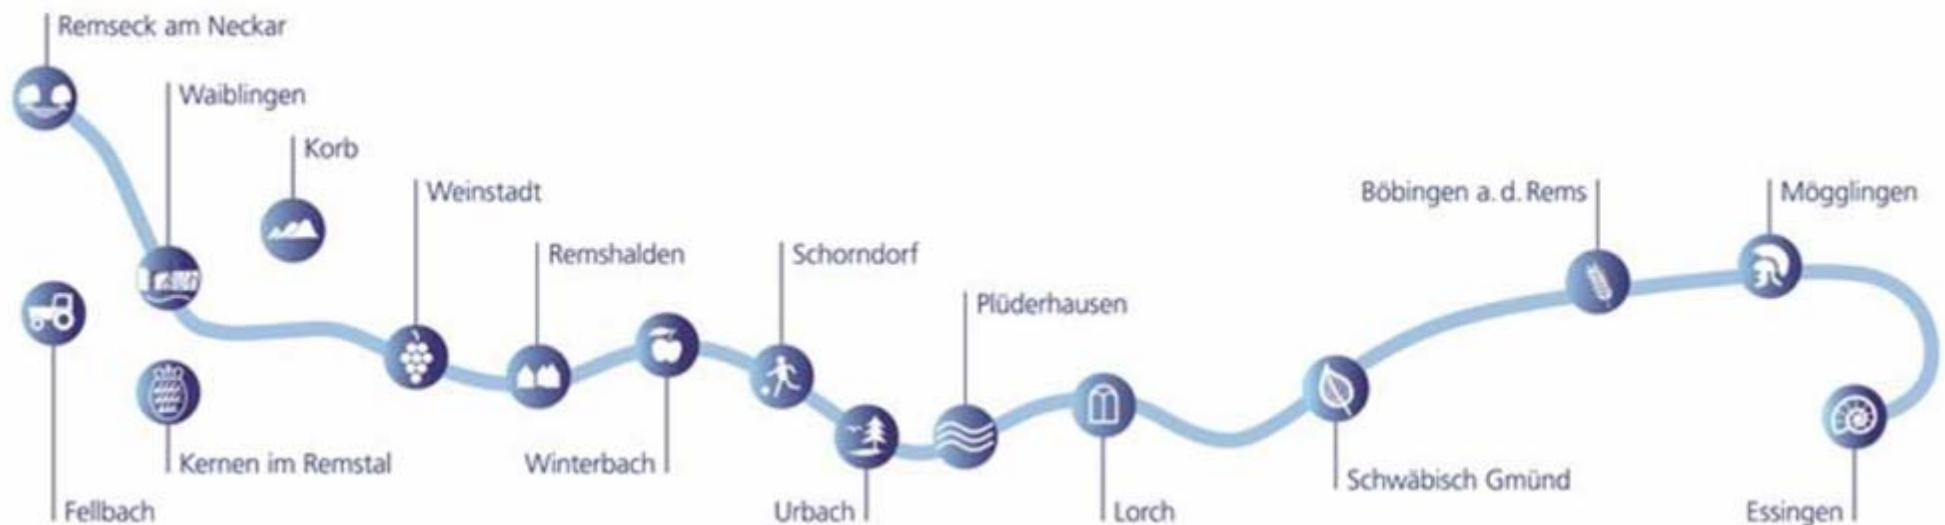 Remseck am Neckar
Waiblingen
Korb
Weinstadt
Böbingen a. d. Rems
Mögglingen
Remshalden
Schorndorf
Plüderhausen
Kernen im Remstal
Winterbach
Schwäbisch Gmünd
Fellbach
Urbach
Lorch
Essingen